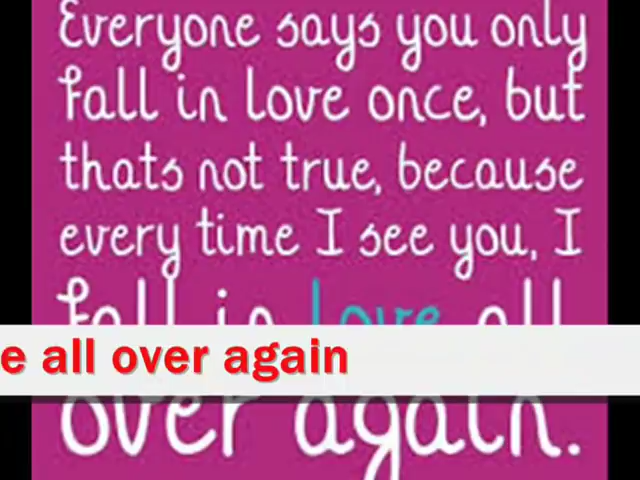 Everyone says you only
fall in love once, but
thats not true, because
every time I see you, I
fall in love all
e all over again
over again.